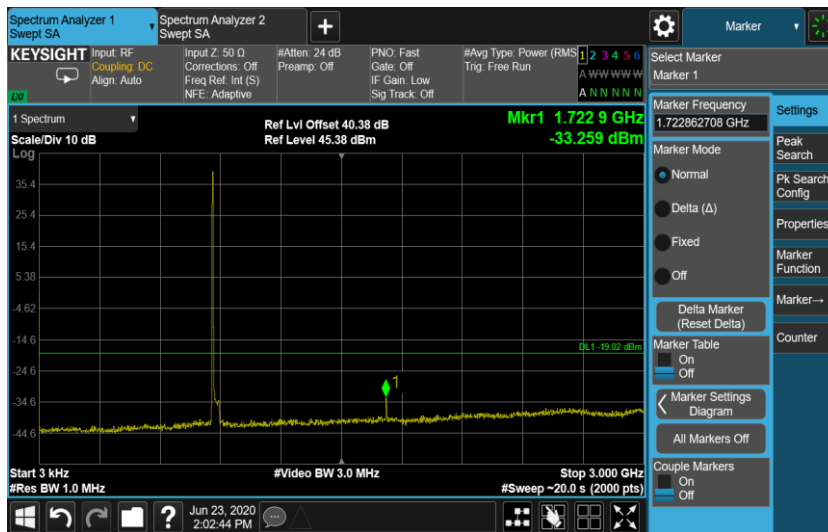 Spectrum Analyzer 1
Swept SA
Spectrum Analyzer 2
Swept SA
Marker
KEYSIGHT
Input: RF
Coupling: DC
Align: Auto
Input Z: 50 Ω
Corrections: Off
Freq Ref: Int (S)
NFE: Adaptive
#Atten: 24 dB
Preamp: Off
PNO: Fast
Gate: Off
IF Gain: Low
Sig Track: Off
#Avg Type: Power (RMS
Trig: Free Run
1 2 3 4 5 6
A W W W W W
A N N N N N
LXI
Select Marker
Marker 1
1 Spectrum
Scale/Div 10 dB
Log
Ref Lvl Offset 40.38 dB
Ref Level 45.38 dBm
Mkr1 1.722 9 GHz
-33.259 dBm
35.4
25.4
15.4
5.38
-4.62
-14.6
-24.6
-34.6
-44.6
DL1 -19.02 dBm
1
Start 3 kHz
#Res BW 1.0 MHz
#Video BW 3.0 MHz
Stop 3.000 GHz
#Sweep ~20.0 s (2000 pts)
Marker Frequency
1.722862708 GHz
Marker Mode
Normal
Delta (Δ)
Fixed
Off
Delta Marker
(Reset Delta)
Marker Table
On
Off
Marker Settings
Diagram
All Markers Off
Couple Markers
On
Off
Settings
Peak
Search
Pk Search
Config
Properties
Marker
Function
Marker→
Counter
Jun 23, 2020
2:02:44 PM